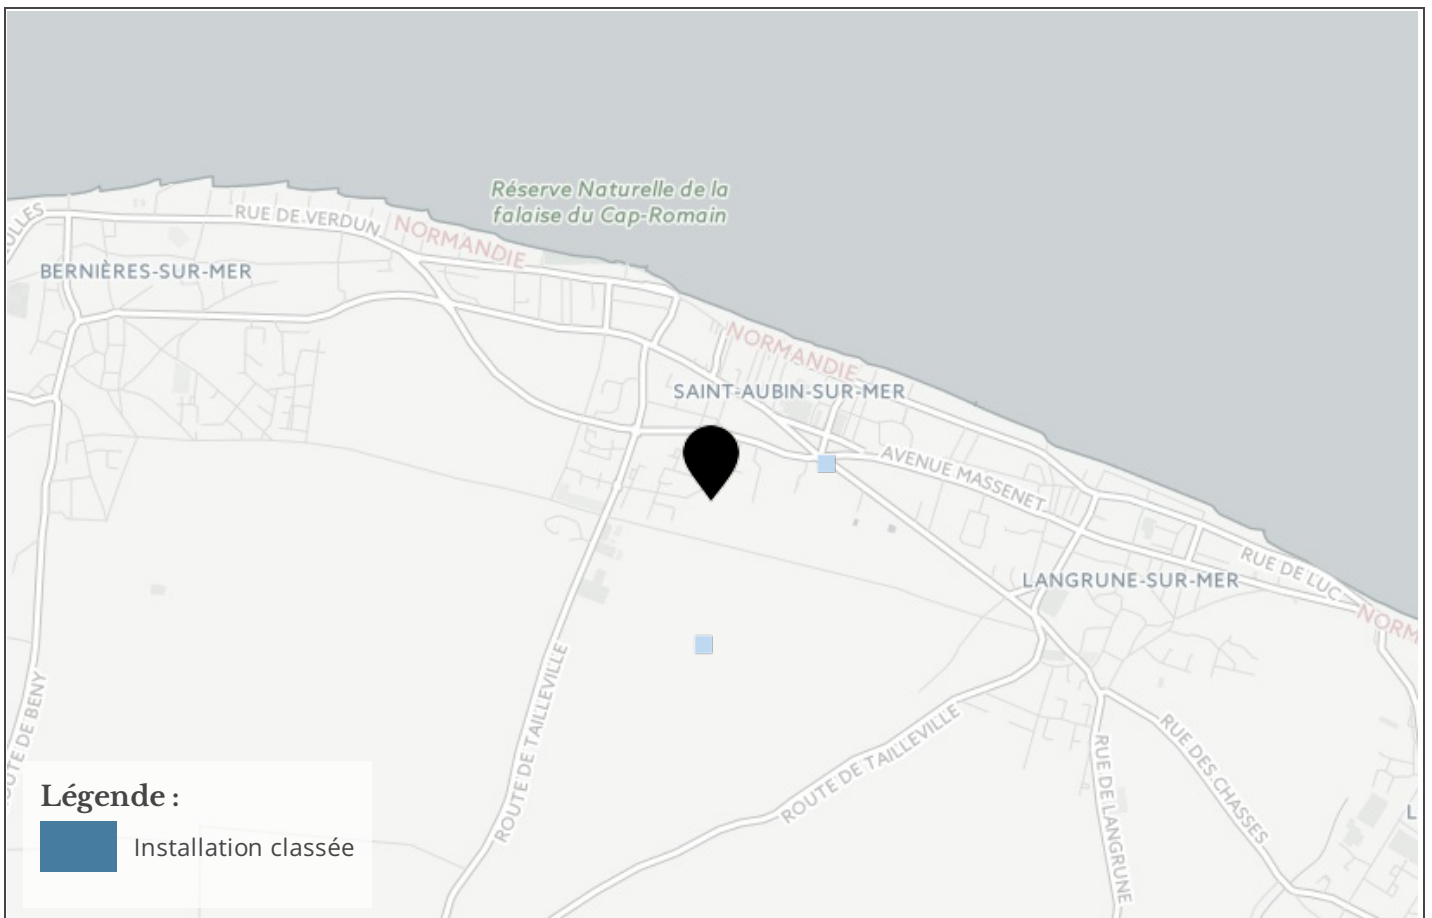 Réserve Naturelle de la
falaise du Cap-Romain
RUE DE VERDUN
NORMANDIE
BERNIÈRES-SUR-MER
NORMANDIE
SAINT-AUBIN-SUR-MER
AVENUE MASSENET
RUE DE LUC
LANGRUNE-SUR-MER
ROUTE DE TAILLEVILLE
ROUTE DE TAILLEVILLE
RUE DE LANGRUNE
RUE DES CHASSES
Légende :
Installation classée